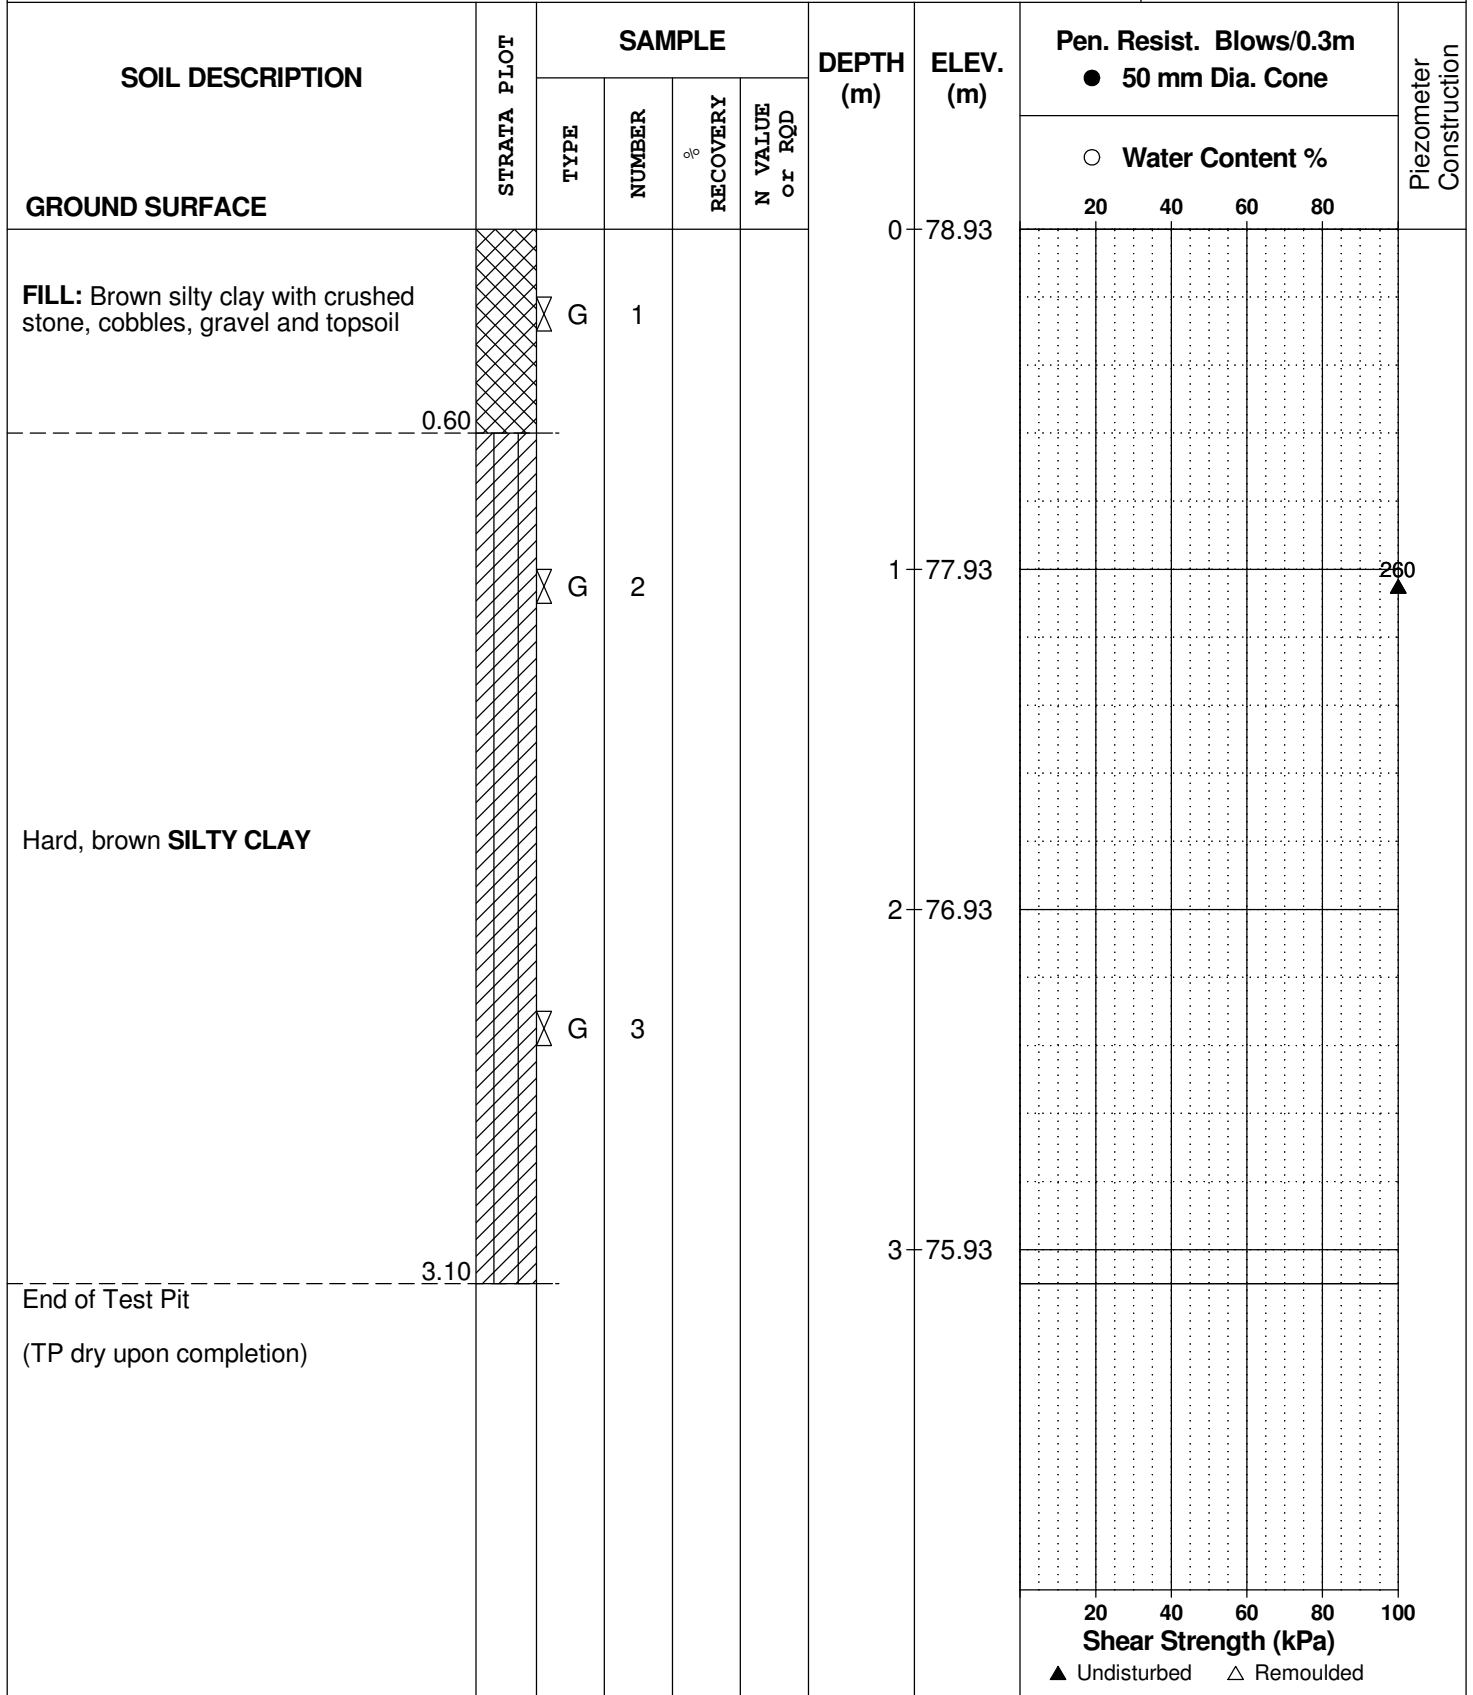 SOIL DESCRIPTION
GROUND SURFACE
STRATA PLOT
SAMPLE
TYPE
NUMBER
%
RECOVERY
N VALUE
or RQD
DEPTH
(m)
ELEV.
(m)
Pen. Resist. Blows/0.3m
● 50 mm Dia. Cone
○ Water Content %
20 40 60 80
Piezometer
Construction
0 78.93
FILL: Brown silty clay with crushed
stone, cobbles, gravel and topsoil
G 1
0.60
1 77.93
260
G 2
Hard, brown SILTY CLAY
2 76.93
G 3
3 75.93
3.10
End of Test Pit
(TP dry upon completion)
20 40 60 80 100
Shear Strength (kPa)
▲ Undisturbed △ Remoulded